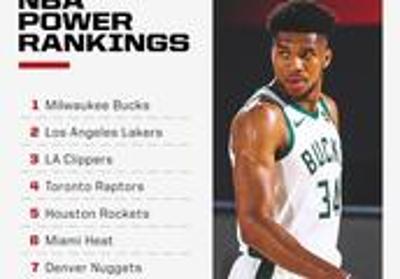 NBA
POWER
RANKINGS
1 Milwaukee Bucks
2 Los Angeles Lakers
3 LA Clippers
4 Toronto Raptors
5 Houston Rockets
6 Miami Heat
7 Denver Nuggets
BUCK
34